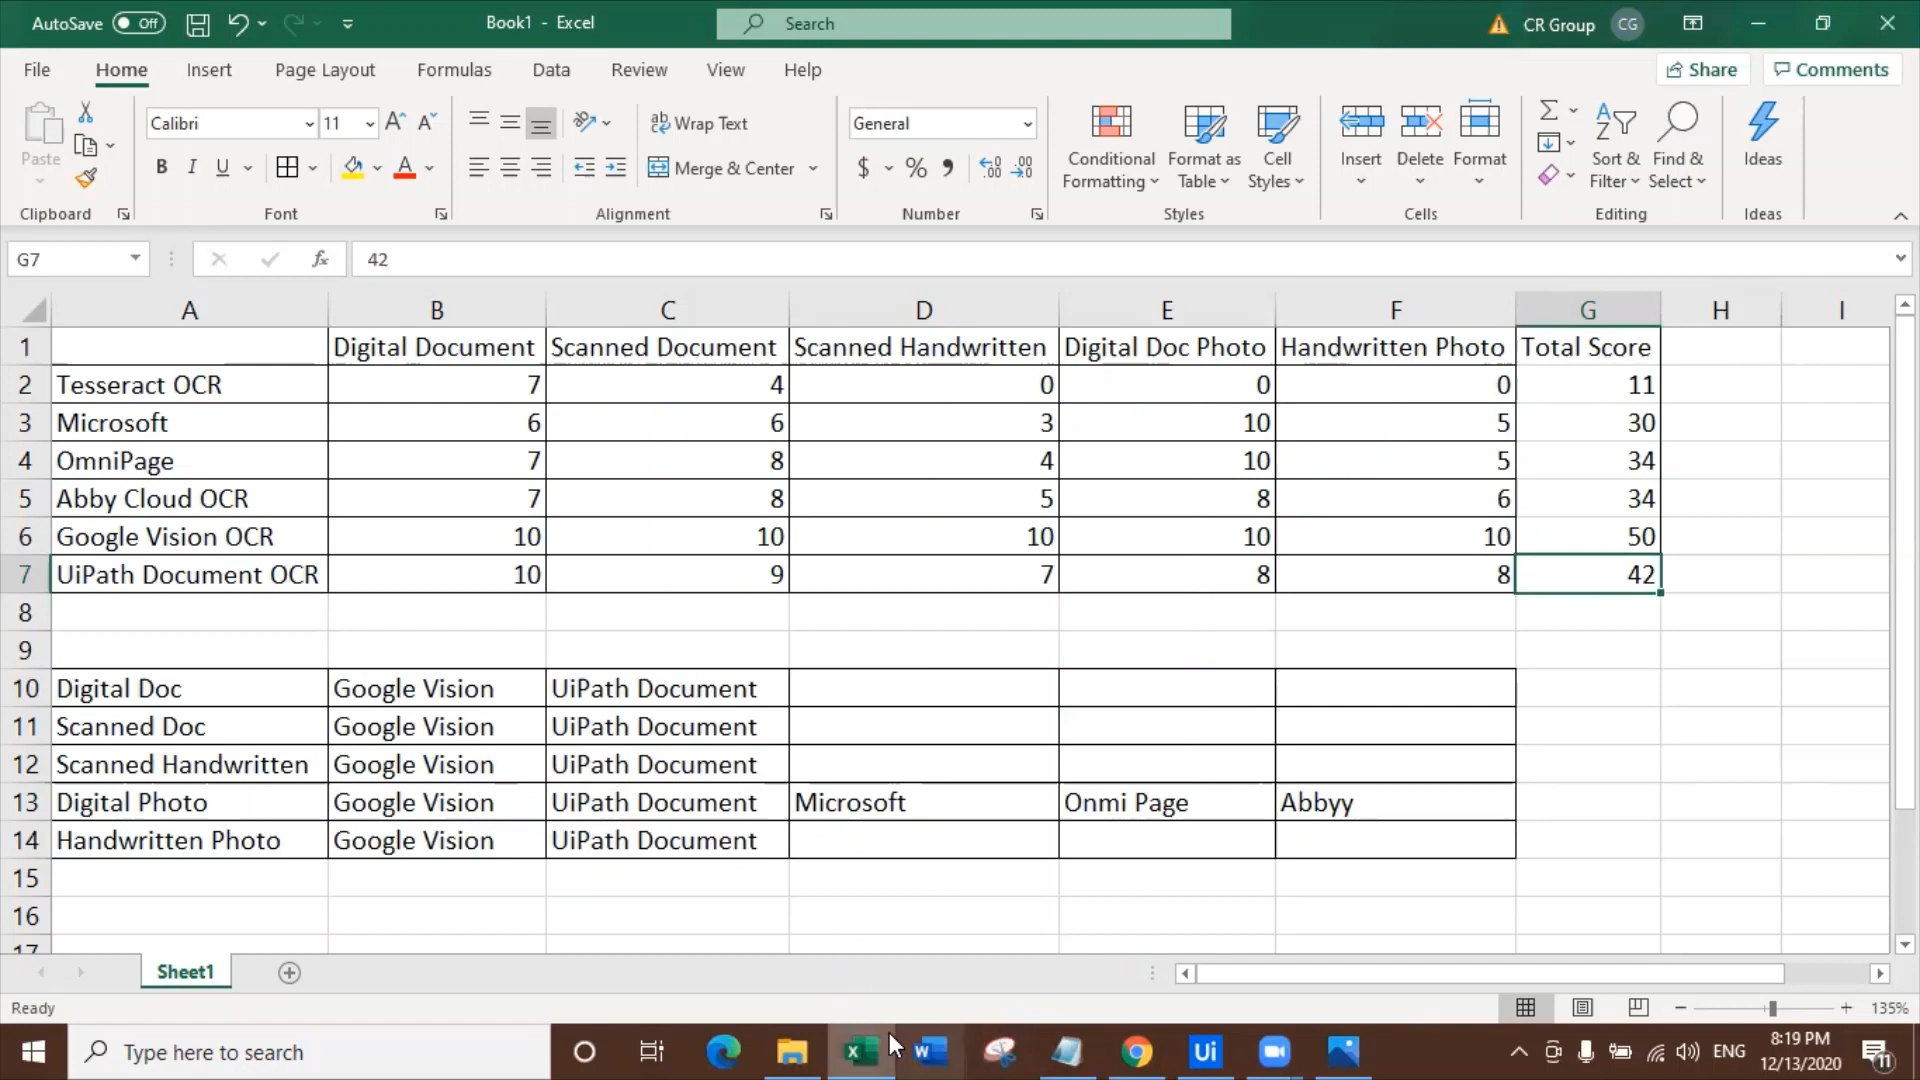 AutoSave Off Book1 - Excel Search CR Group CG
File Home Insert Page Layout Formulas Data Review View Help Share Comments
Paste Calibri 11 Wrap Text General Conditional Formatting Format as Table Cell Styles Insert Delete Format Sort & Filter Find & Select Ideas
B I U A Merge & Center $ % 9
Clipboard Font Alignment Number Styles Cells Editing Ideas
G7 fx 42
A B C D E F G H I
1 Digital Document Scanned Document Scanned Handwritten Digital Doc Photo Handwritten Photo Total Score
2 Tesseract OCR 7 4 0 0 0 11
3 Microsoft 6 6 3 10 5 30
4 OmniPage 7 8 4 10 5 34
5 Abby Cloud OCR 7 8 5 8 6 34
6 Google Vision OCR 10 10 10 10 10 50
7 UiPath Document OCR 10 9 7 8 8 42
8
9
10 Digital Doc Google Vision UiPath Document
11 Scanned Doc Google Vision UiPath Document
12 Scanned Handwritten Google Vision UiPath Document
13 Digital Photo Google Vision UiPath Document Microsoft Onmi Page Abbyy
14 Handwritten Photo Google Vision UiPath Document
15
16
17
Sheet1
Ready 135%
Type here to search Ui ENG 8:19 PM
12/13/2020 11